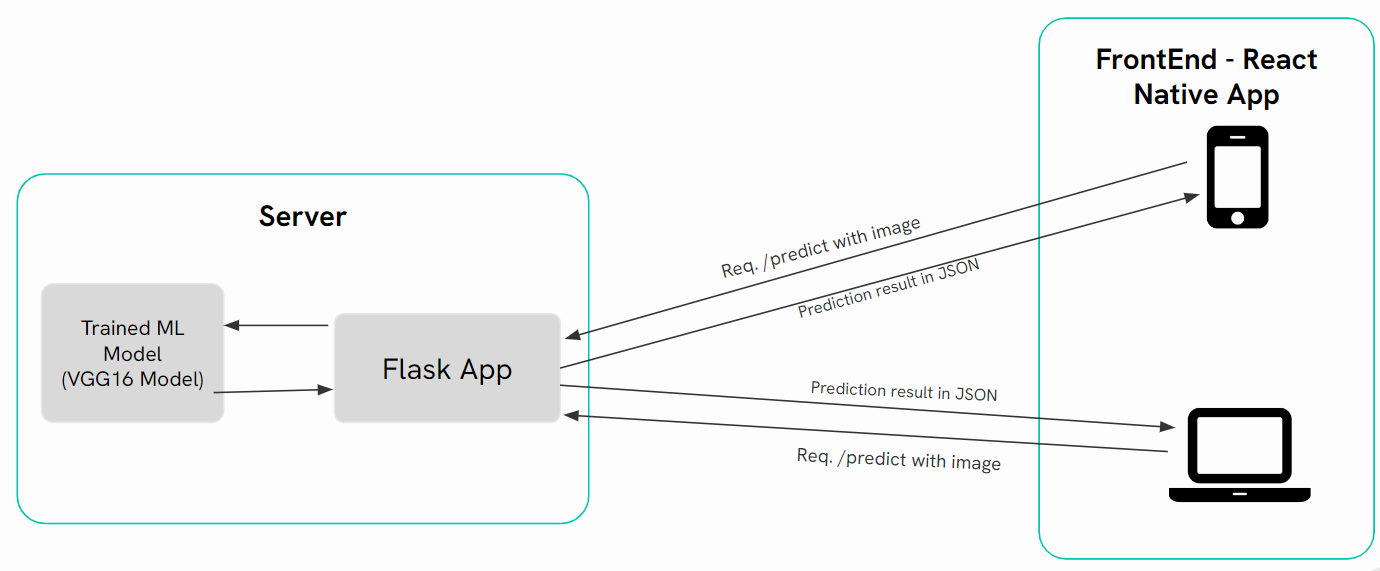 FrontEnd - React
Native App
Server
Req. /predict with image
Prediction result in JSON
Trained ML
Model
(VGG16 Model)
Flask App
Prediction result in JSON
Req. /predict with image